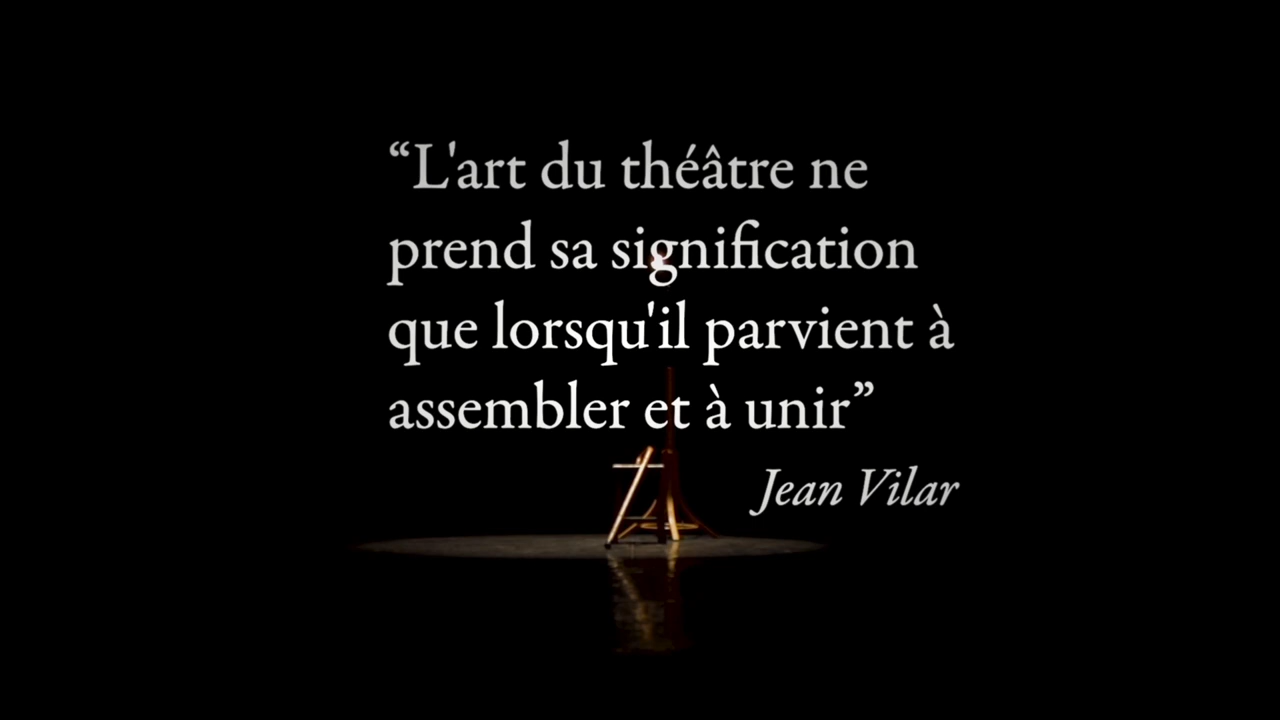 “L'art du théâtre ne
prend sa signification
que lorsqu'il parvient à
assembler et à unir”
Jean Vilar